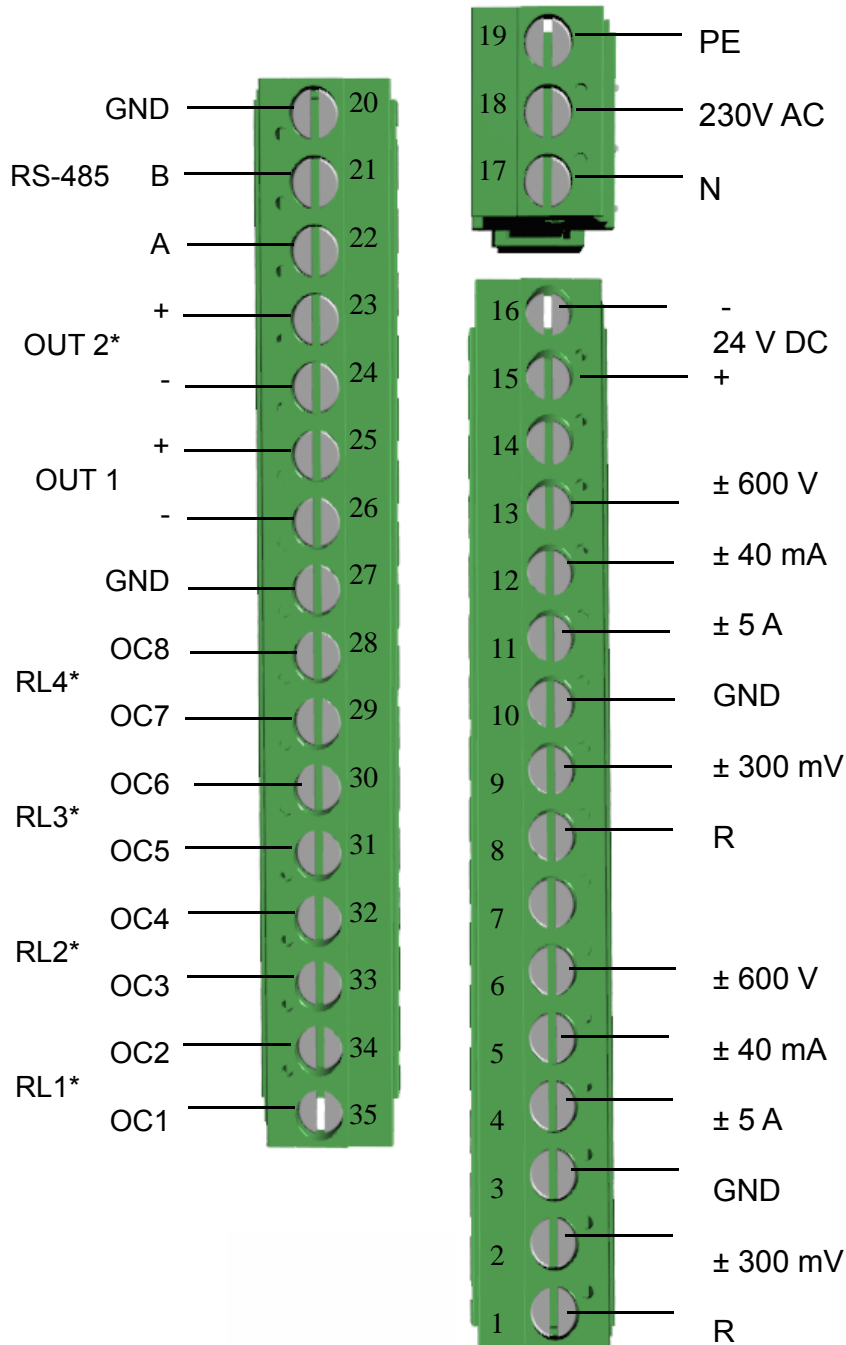 19 PE
18 230V AC
17 N
GND 20
RS-485 B 21
A 22
+ 23
OUT 2*
- 24
+ 25
OUT 1
- 26
GND 27
OC8 28
RL4*
OC7 29
OC6 30
RL3*
OC5 31
OC4 32
RL2*
OC3 33
OC2 34
RL1*
OC1 35
16 -
24 V DC
15 +
14
13 ± 600 V
12 ± 40 mA
11 ± 5 A
10 GND
9 ± 300 mV
8 R
7
6 ± 600 V
5 ± 40 mA
4 ± 5 A
3 GND
2 ± 300 mV
1 R